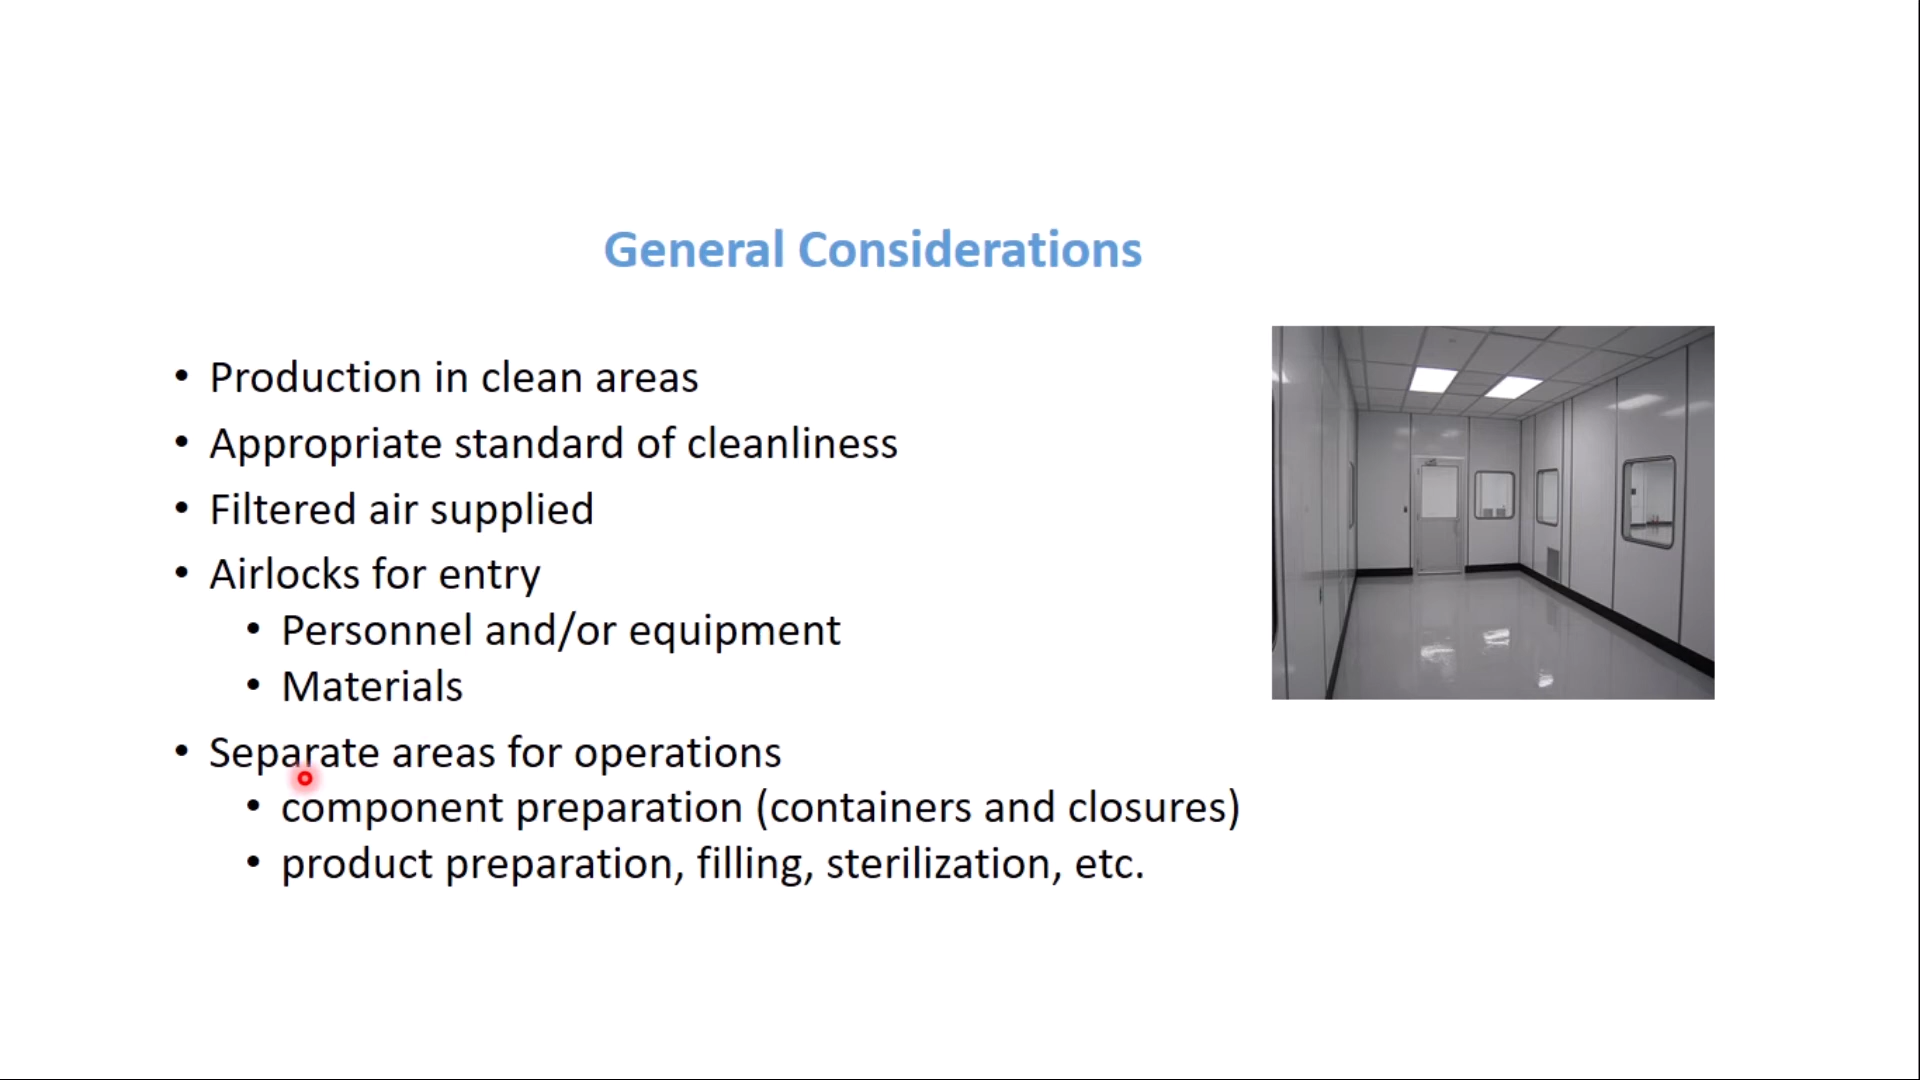 General Considerations
• Production in clean areas
• Appropriate standard of cleanliness
• Filtered air supplied
• Airlocks for entry
• Personnel and/or equipment
• Materials
• Separate areas for operations
• component preparation (containers and closures)
• product preparation, filling, sterilization, etc.